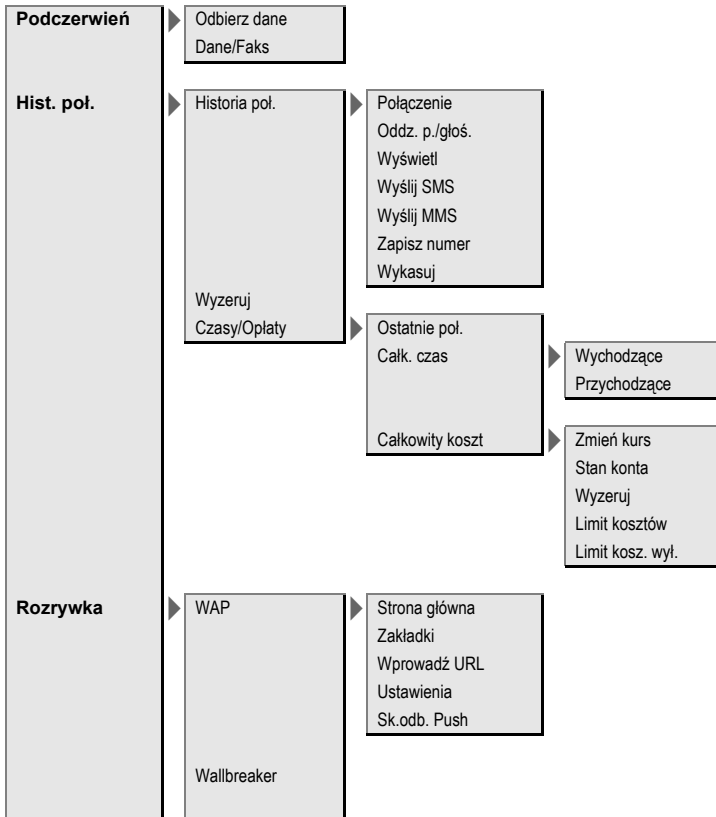 Podczerwień
Odbierz dane
Dane/Faks
Hist. poł.
Historia poł.
Połączenie
Oddz. p./głoś.
Wyświetl
Wyślij SMS
Wyślij MMS
Zapisz numer
Wykasuj
Wyzeruj
Czasy/Opłaty
Ostatnie poł.
Całk. czas
Wychodzące
Przychodzące
Całkowity koszt
Zmień kurs
Stan konta
Wyzeruj
Limit kosztów
Limit kosz. wył.
Rozrywka
WAP
Strona główna
Zakładki
Wprowadź URL
Ustawienia
Sk.odb. Push
Wallbreaker